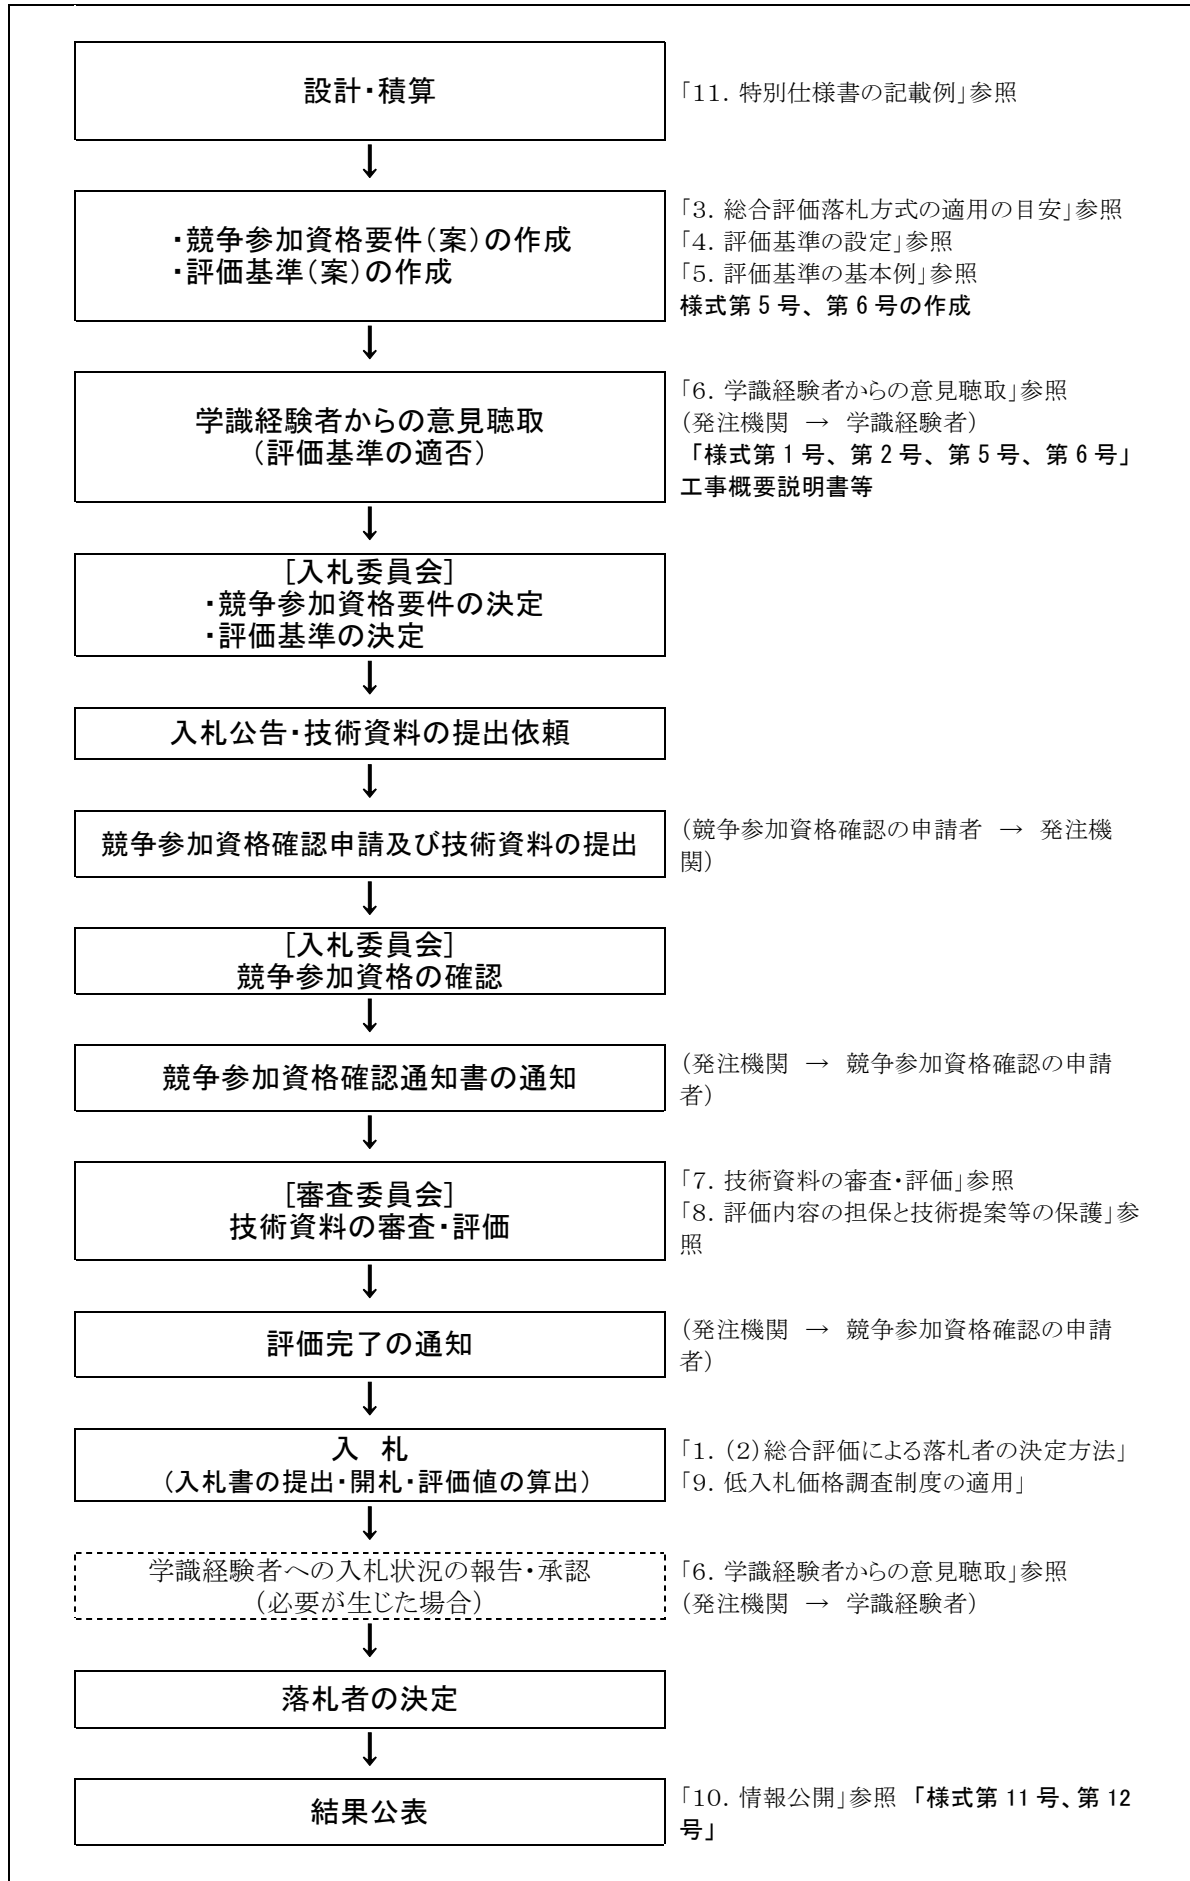 設計・積算
「11．特別仕様書の記載例」参照
↓
・競争参加資格要件（案）の作成
・評価基準（案）の作成
「3．総合評価落札方式の適用の目安」参照
「4．評価基準の設定」参照
「5．評価基準の基本例」参照
様式第5号、第6号の作成
↓
学識経験者からの意見聴取
（評価基準の適否）
「6．学識経験者からの意見聴取」参照
（発注機関 → 学識経験者）
「様式第1号、第2号、第5号、第6号」
工事概要説明書等
↓
［入札委員会］
・競争参加資格要件の決定
・評価基準の決定
↓
入札公告・技術資料の提出依頼
↓
競争参加資格確認申請及び技術資料の提出
（競争参加資格確認の申請者 → 発注機
関）
↓
［入札委員会］
競争参加資格の確認
↓
競争参加資格確認通知書の通知
（発注機関 → 競争参加資格確認の申請
者）
↓
［審査委員会］
技術資料の審査・評価
「7．技術資料の審査・評価」参照
「8．評価内容の担保と技術提案等の保護」参
照
↓
評価完了の通知
（発注機関 → 競争参加資格確認の申請
者）
↓
入 札
（入札書の提出・開札・評価値の算出）
「1．（2）総合評価による落札者の決定方法」
「9．低入札価格調査制度の適用」
↓
学識経験者への入札状況の報告・承認
（必要が生じた場合）
「6．学識経験者からの意見聴取」参照
（発注機関 → 学識経験者）
↓
落札者の決定
↓
結果公表
「10．情報公開」参照 「様式第11号、第12
号」